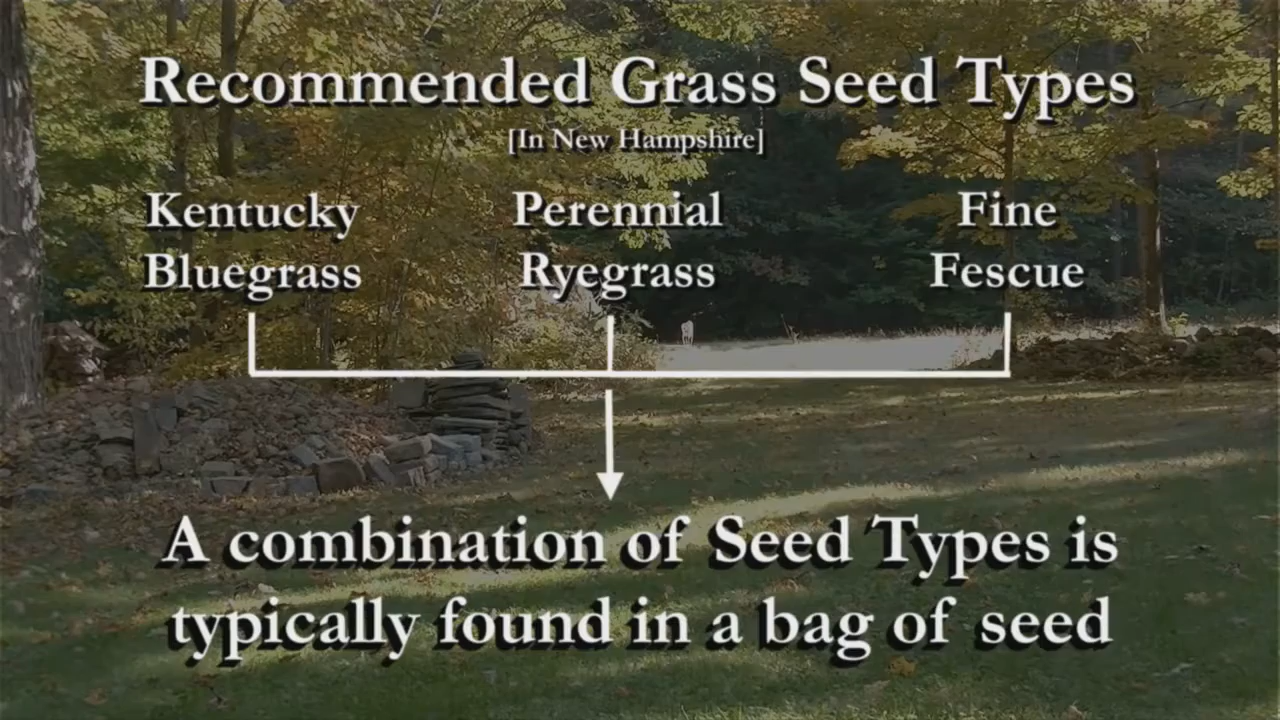 Recommended Grass Seed Types
[In New Hampshire]
Kentucky
Bluegrass
Perennial
Ryegrass
Fine
Fescue
A combination of Seed Types is
typically found in a bag of seed